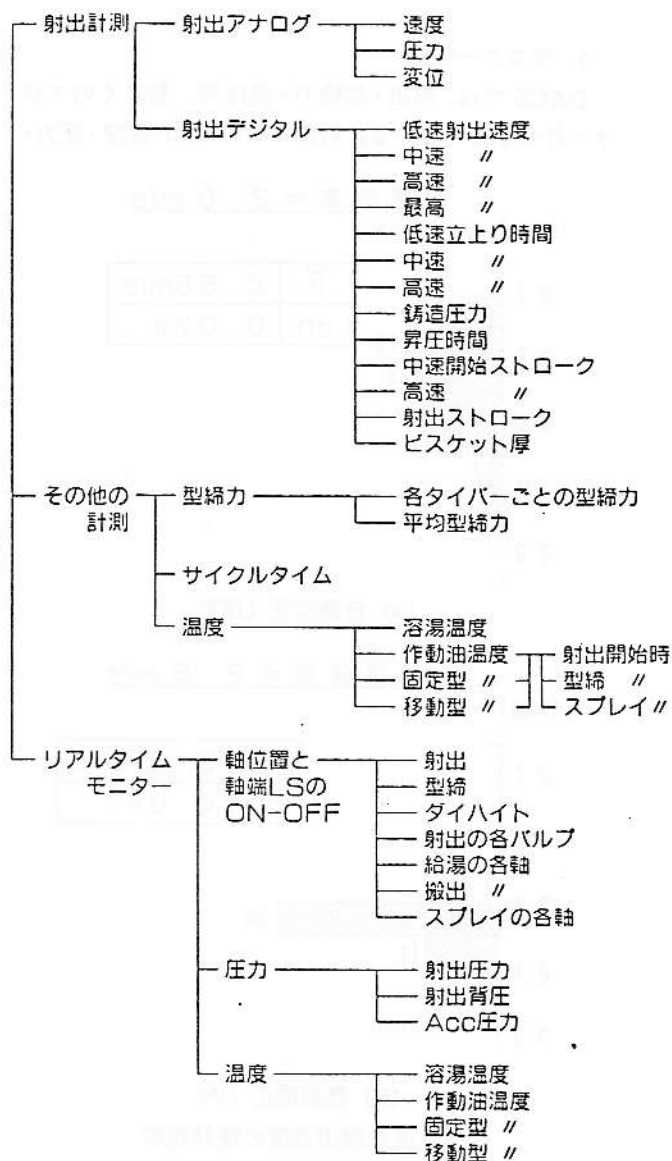 射出計測 射出アナログ 速度
圧力
変位
射出デジタル 低速射出速度
中速 〃
高速 〃
最高 〃
低速立上り時間
中速 〃
高速 〃
鋳造圧力
昇圧時間
中速開始ストローク
高速 〃
射出ストローク
ビスケット厚
その他の計測 型締力 各タイバーごとの型締力
平均型締力
サイクルタイム
温度 溶湯温度
作動油温度 射出開始時
固定型 〃 型締 〃
移動型 〃 スプレイ〃
リアルタイム 軸位置と 射出
モニター 軸端LSの 型締
ON-OFF ダイハイト
射出の各バルブ
給湯の各軸
搬出 〃
スプレイの各軸
圧力 射出圧力
射出背圧
Acc圧力
温度 溶湯温度
作動油温度
固定型 〃
移動型 〃